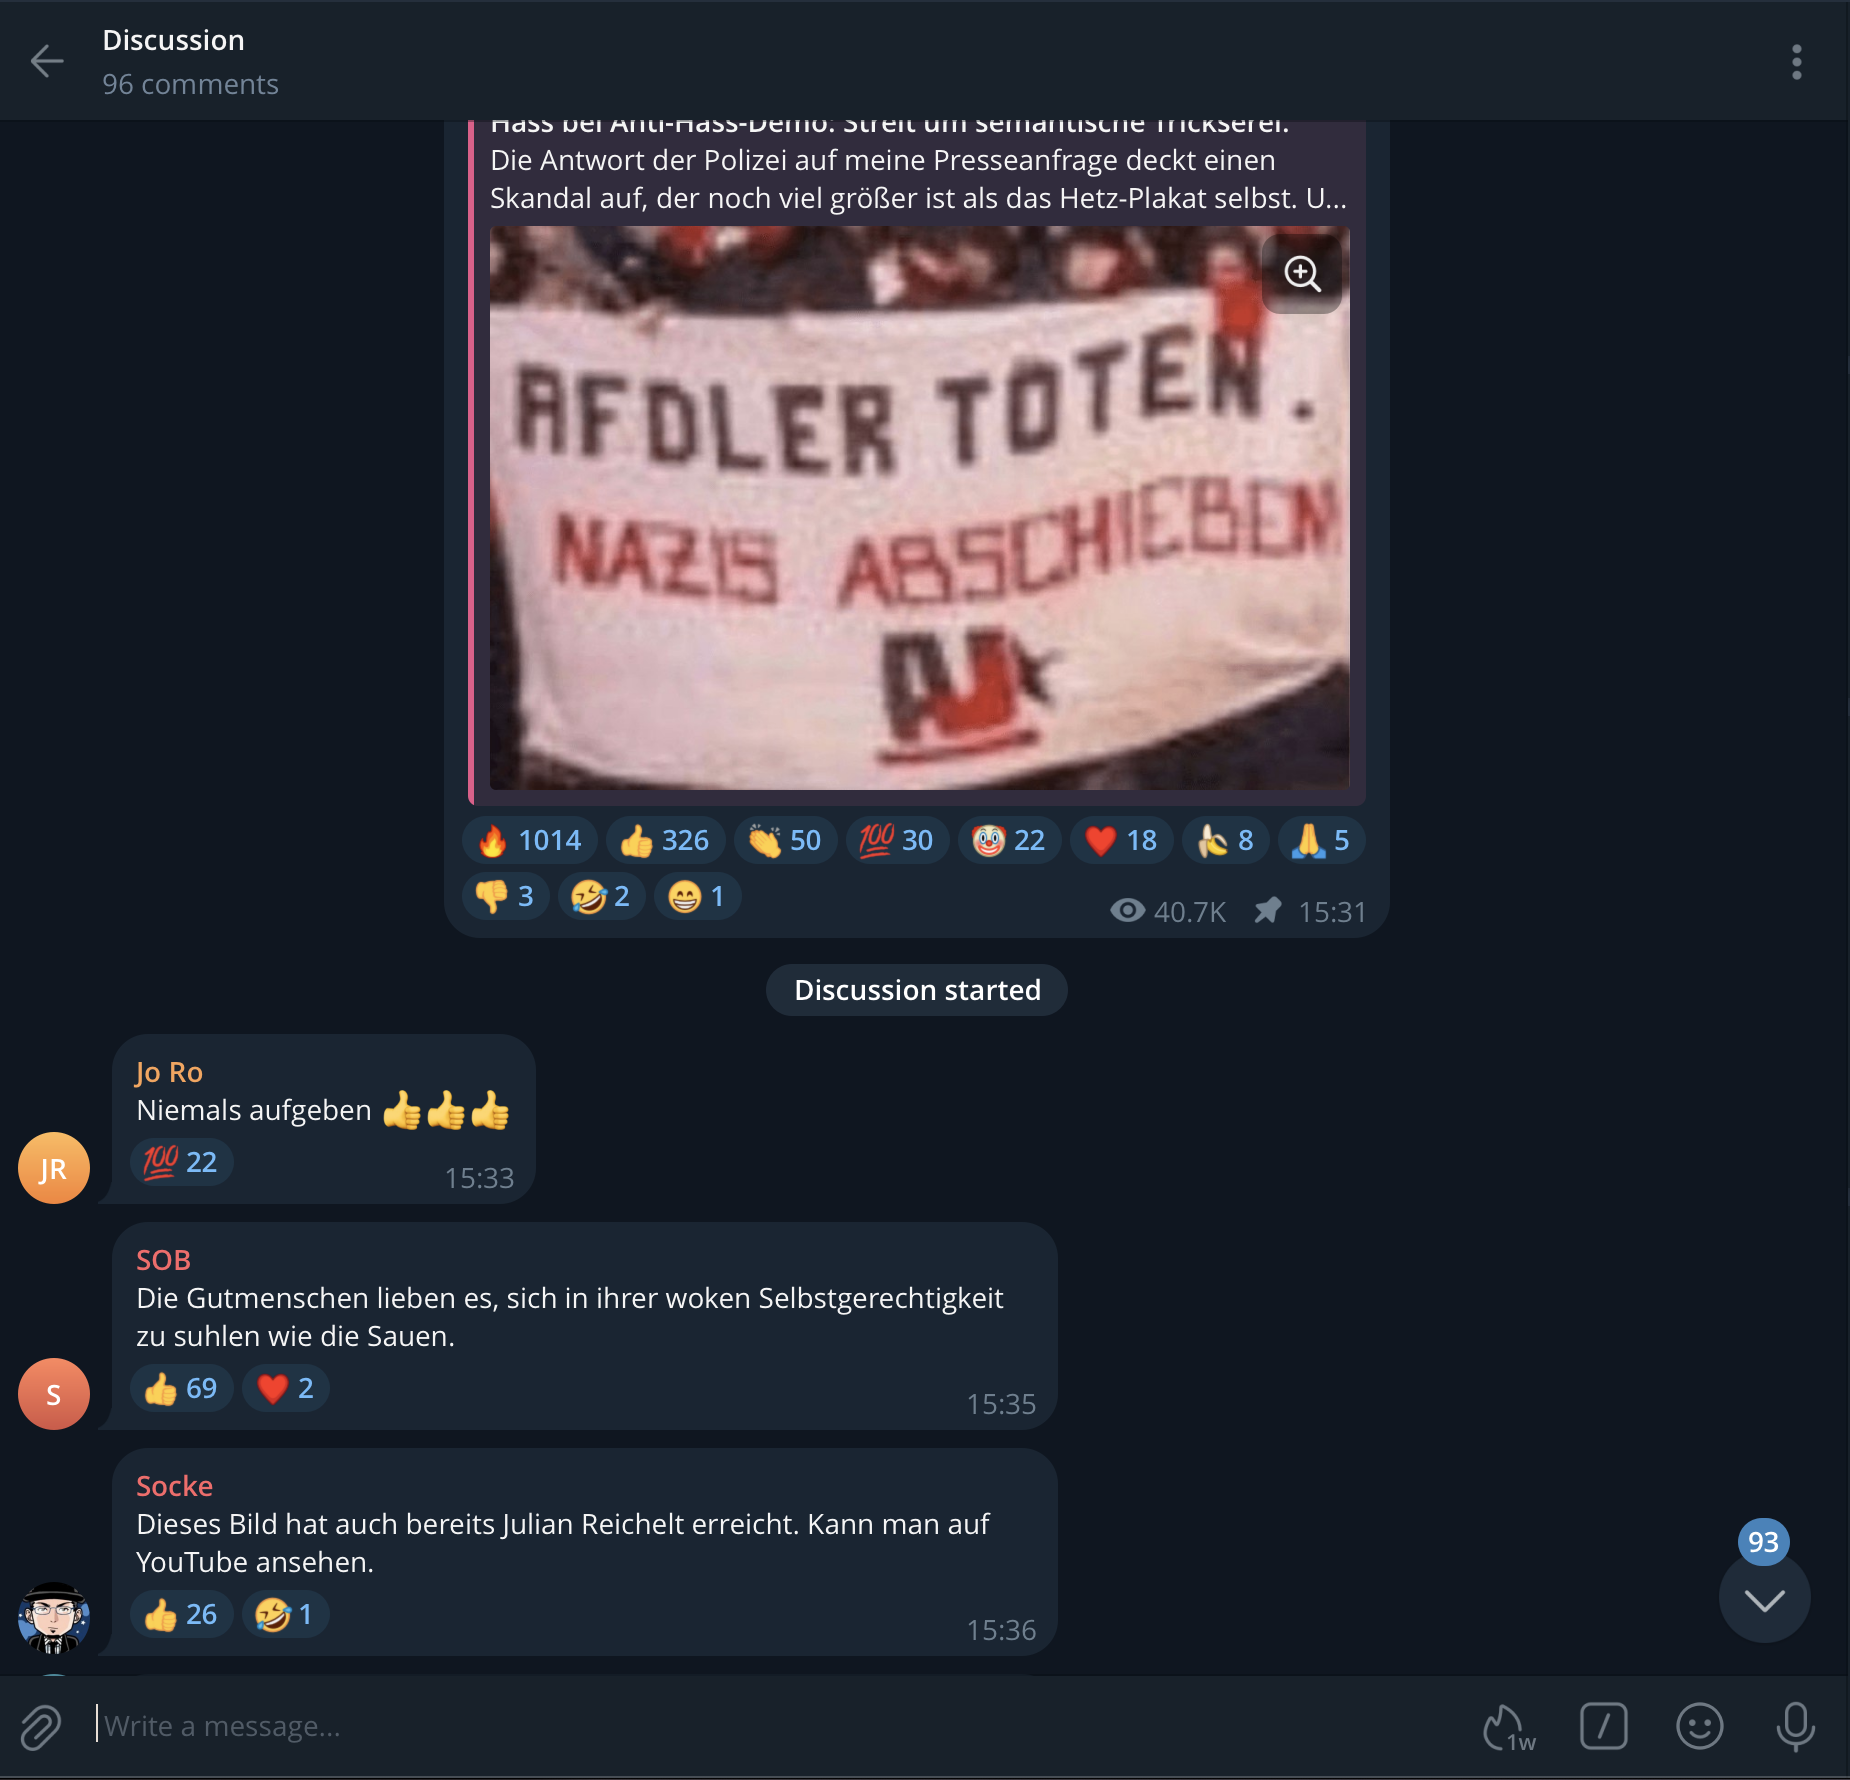 Discussion
96 comments
Hass bei Anti-Hass-Demo: Streit um semantische Trickserei.
Die Antwort der Polizei auf meine Presseanfrage deckt einen
Skandal auf, der noch viel größer ist als das Hetz-Plakat selbst. U...
AFDLER TOTEN.
NAZIS ABSCHIEBEN
🔥 1014 👍 326 👏 50 💯 30 🤡 22 ❤️ 18 🍌 8 🙏 5
👎 3 🤣 2 😁 1 40.7K 15:31
Discussion started
Jo Ro
Niemals aufgeben 👍👍👍
JR
💯 22 15:33
SOB
Die Gutmenschen lieben es, sich in ihrer woken Selbstgerechtigkeit
zu suhlen wie die Sauen.
S
👍 69 ❤️ 2 15:35
Socke
Dieses Bild hat auch bereits Julian Reichelt erreicht. Kann man auf
YouTube ansehen.
👍 26 🤣 1 15:36
93
Write a message...
1w